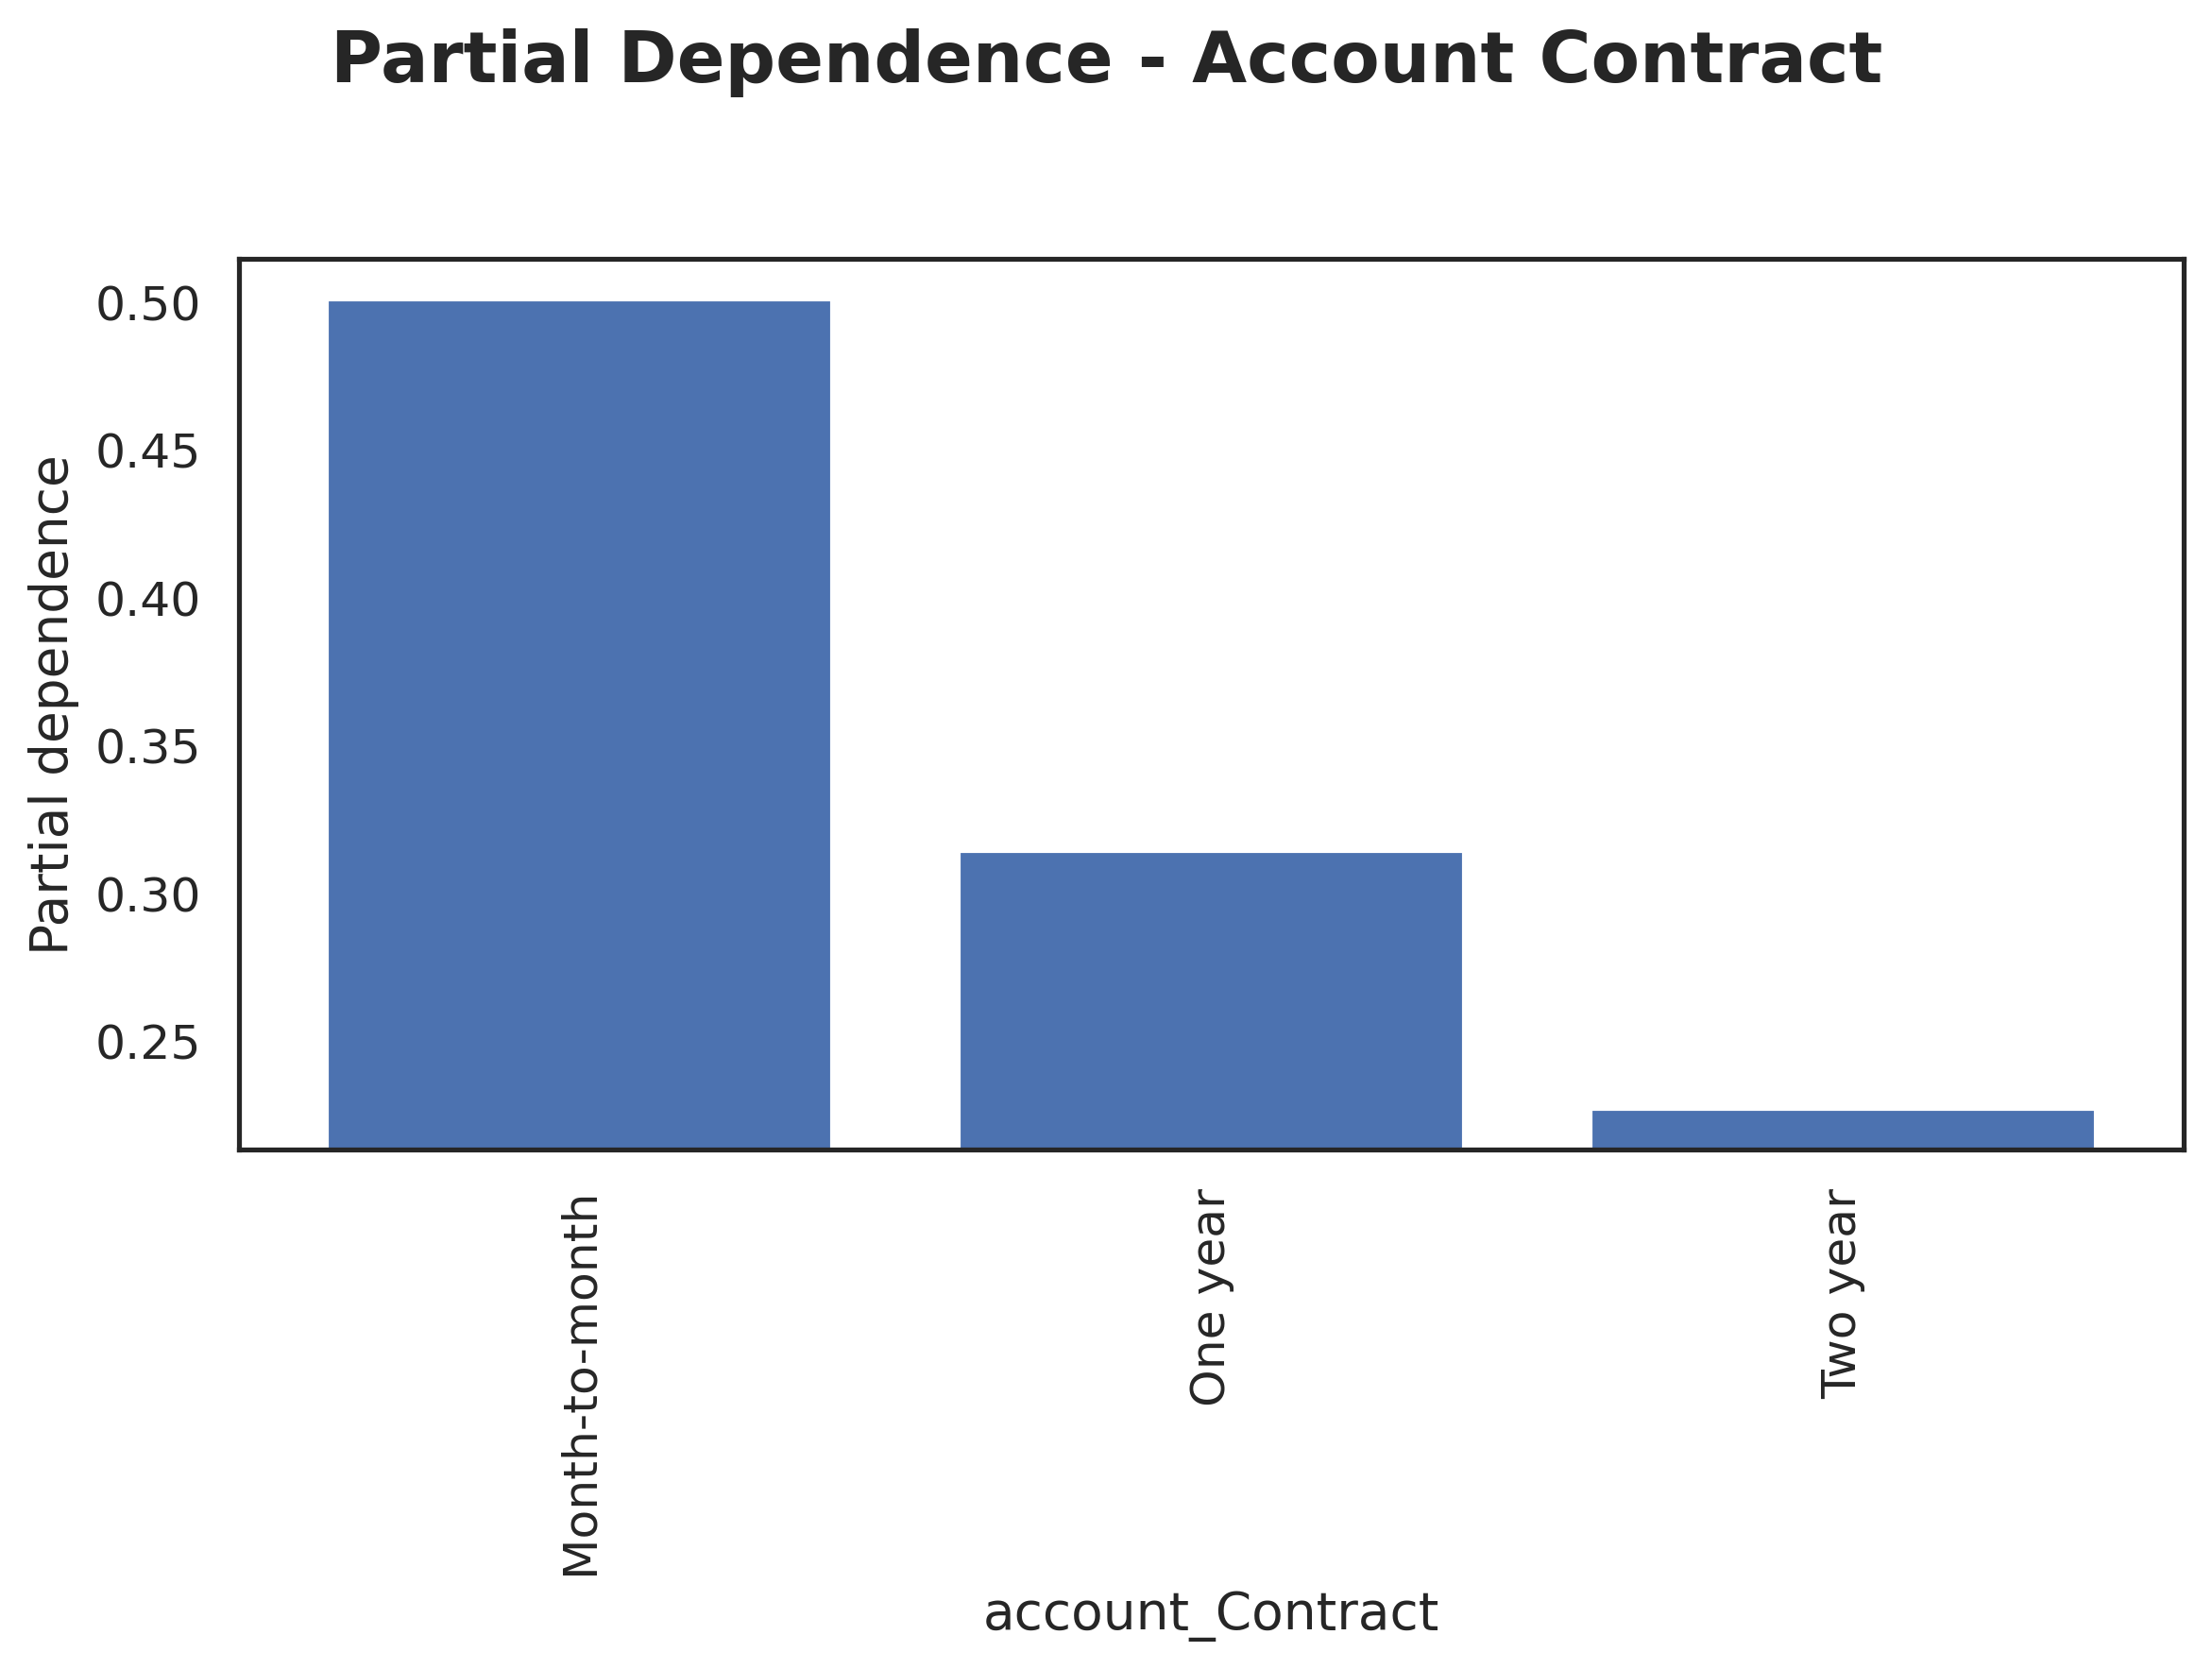 Partial Dependence - Account Contract
Partial dependence
0.50
0.45
0.40
0.35
0.30
0.25
Month-to-month
One year
Two year
account_Contract